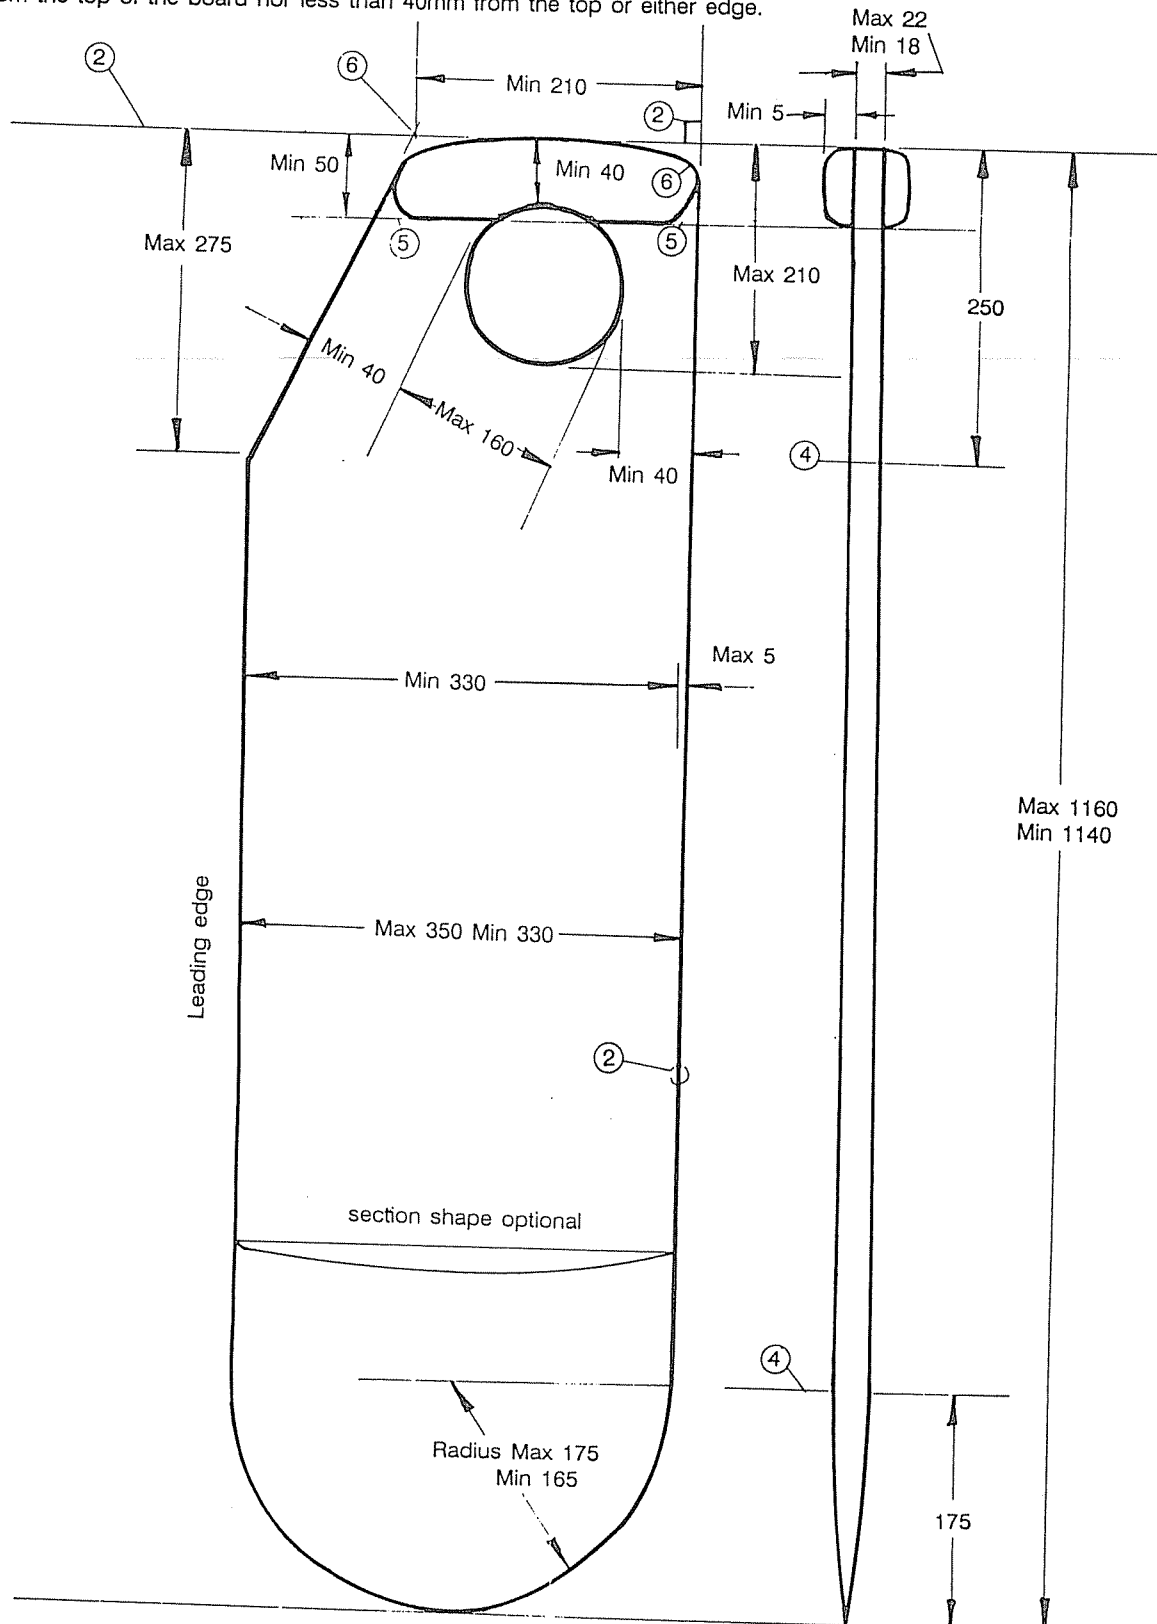 the top of the board nor less than 40mm from the top or either edge.
Max 22
Min 18
2
6
Min 210
2
Min 5
Min 50
Min 40
6
Max 275
5
5
Max 210
250
Min 40
Max 160
Min 40
4
Max 5
Min 330
Max 1160
Min 1140
Leading edge
Max 350 Min 330
2
section shape optional
4
Radius Max 175
Min 165
175